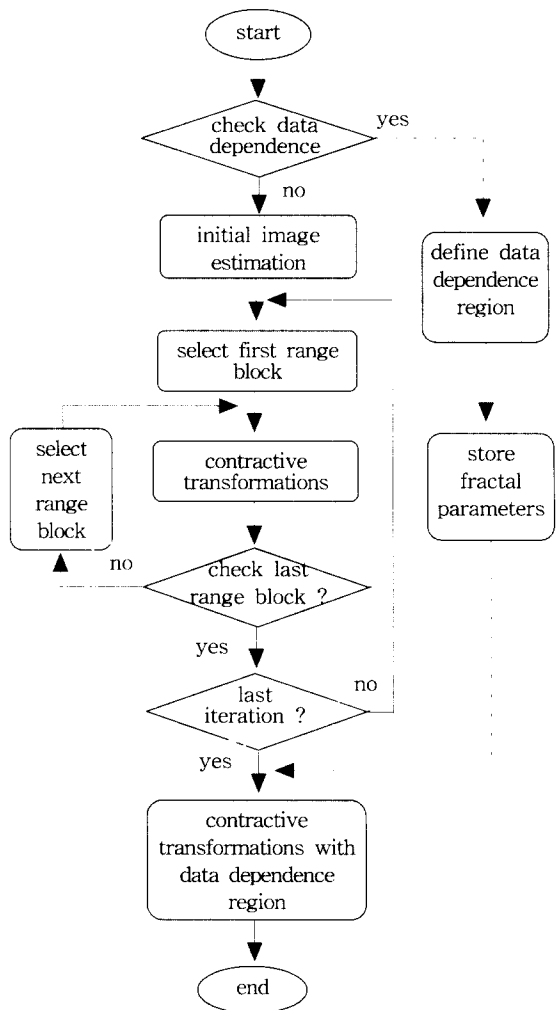 start
check data
dependence
yes
no
initial image
estimation
define data
dependence
region
select first range
block
select
next
range
block
contractive
transformations
store
fractal
parameters
no
check last
range block ?
yes
last
iteration ?
no
yes
contractive
transformations with
data dependence
region
end